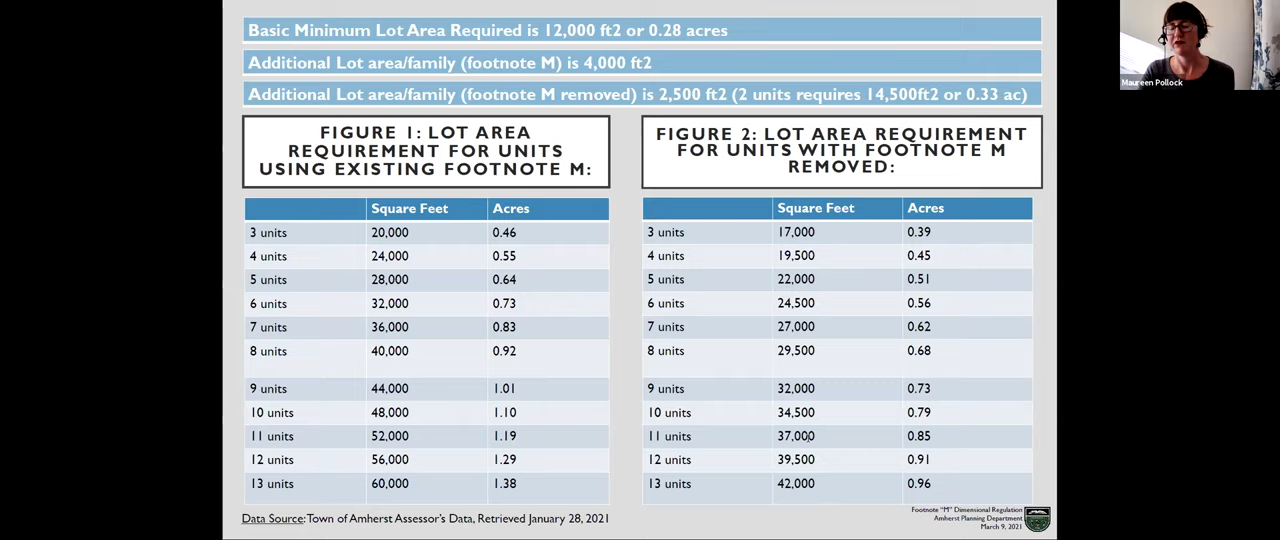 Basic Minimum Lot Area Required is 12,000 ft2 or 0.28 acres
Additional Lot area/family (footnote M) is 4,000 ft2
Additional Lot area/family (footnote M removed) is 2,500 ft2 (2 units requires 14,500ft2 or 0.33 ac)
FIGURE 1: LOT AREA
REQUIREMENT FOR UNITS
USING EXISTING FOOTNOTE M:
Square Feet Acres
3 units 20,000 0.46
4 units 24,000 0.55
5 units 28,000 0.64
6 units 32,000 0.73
7 units 36,000 0.83
8 units 40,000 0.92
9 units 44,000 1.01
10 units 48,000 1.10
11 units 52,000 1.19
12 units 56,000 1.29
13 units 60,000 1.38
Data Source: Town of Amherst Assessor's Data, Retrieved January 28, 2021
FIGURE 2: LOT AREA REQUIREMENT
FOR UNITS WITH FOOTNOTE M
REMOVED:
Square Feet Acres
3 units 17,000 0.39
4 units 19,500 0.45
5 units 22,000 0.51
6 units 24,500 0.56
7 units 27,000 0.62
8 units 29,500 0.68
9 units 32,000 0.73
10 units 34,500 0.79
11 units 37,000 0.85
12 units 39,500 0.91
13 units 42,000 0.96
Footnote "M" Dimensional Regulation
Amherst Planning Department
March 9, 2021
Maureen Pollock